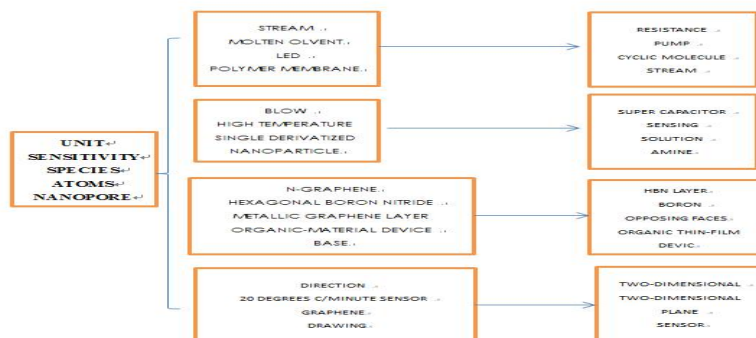 UNIT
SENSITIVITY
SPECIES
ATOMS
NANOPORE
STREAM
MOLTEN OLVENT
LED
POLYMER MEMBRANE
RESISTANCE
PUMP
CYCLIC MOLECULE
STREAM
BLOW
HIGH TEMPERATURE
SINGLE DERIVATIZED
NANOPARTICLE
SUPER CAPACITOR
SENSING
SOLUTION
AMINE
N-GRAPHENE
HEXAGONAL BORON NITRIDE
METALLIC GRAPHENE LAYER
ORGANIC-MATERIAL DEVICE
BASE
HBN LAYER
BORON
OPPOSING FACES
ORGANIC THIN-FILM
DEVIC
DIRECTION
20 DEGREES C/MINUTE SENSOR
GRAPHENE
DRAWING
TWO-DIMENSIONAL
TWO-DIMENSIONAL
PLANE
SENSOR